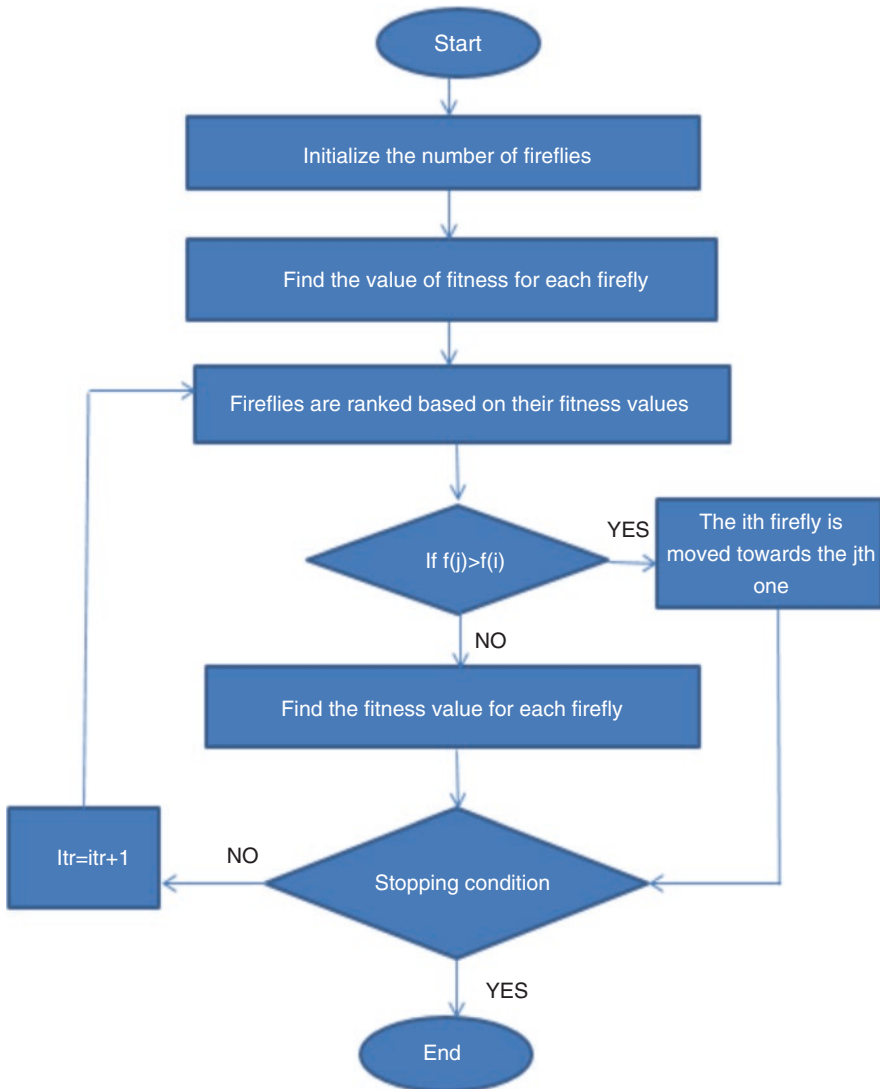 Start
Initialize the number of fireflies
Find the value of fitness for each firefly
Fireflies are ranked based on their fitness values
If f(j)>f(i)
YES
The ith firefly is
moved towards the jth
one
NO
Find the fitness value for each firefly
Stopping condition
NO
Itr=itr+1
YES
End